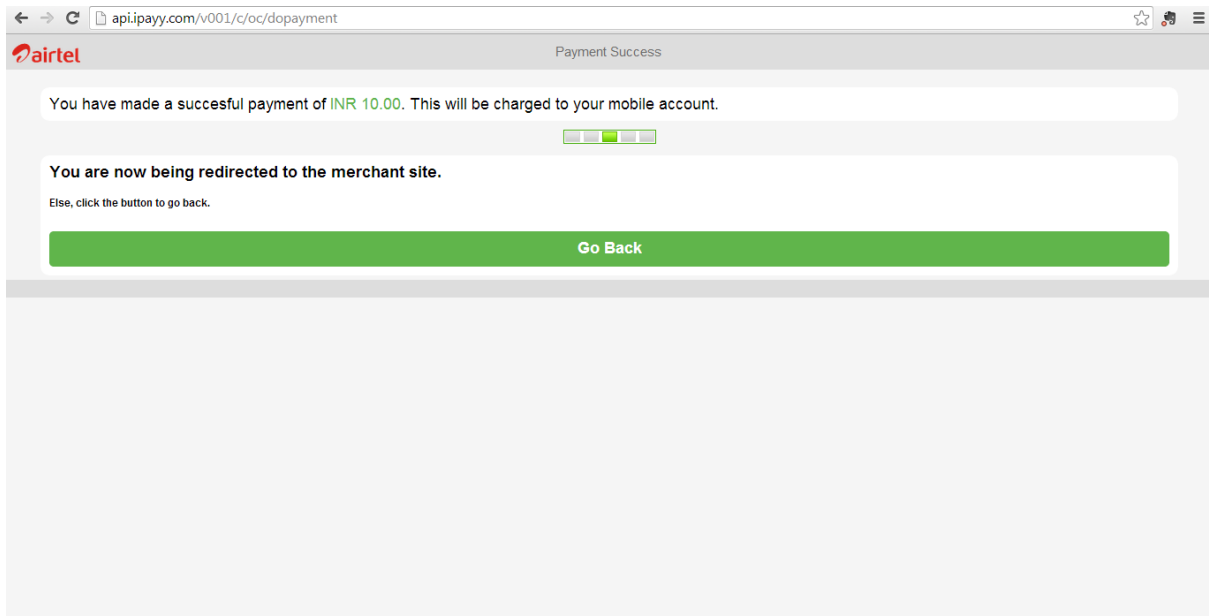 api.ipayy.com/v001/c/oc/dopayment
airtel
Payment Success
You have made a succesful payment of INR 10.00. This will be charged to your mobile account.
You are now being redirected to the merchant site.
Else, click the button to go back.
Go Back